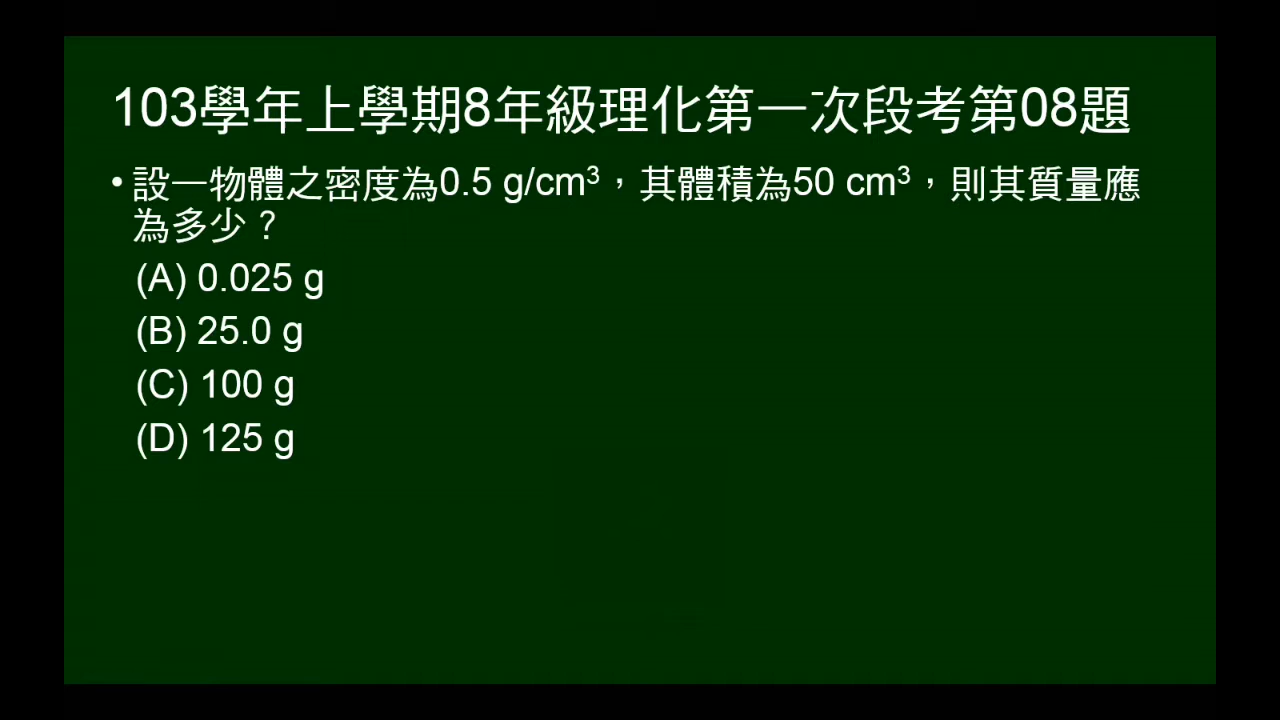 103學年上學期8年級理化第一次段考第08題
• 設一物體之密度為0.5 g/cm³，其體積為50 cm³，則其質量應
為多少？
(A) 0.025 g
(B) 25.0 g
(C) 100 g
(D) 125 g